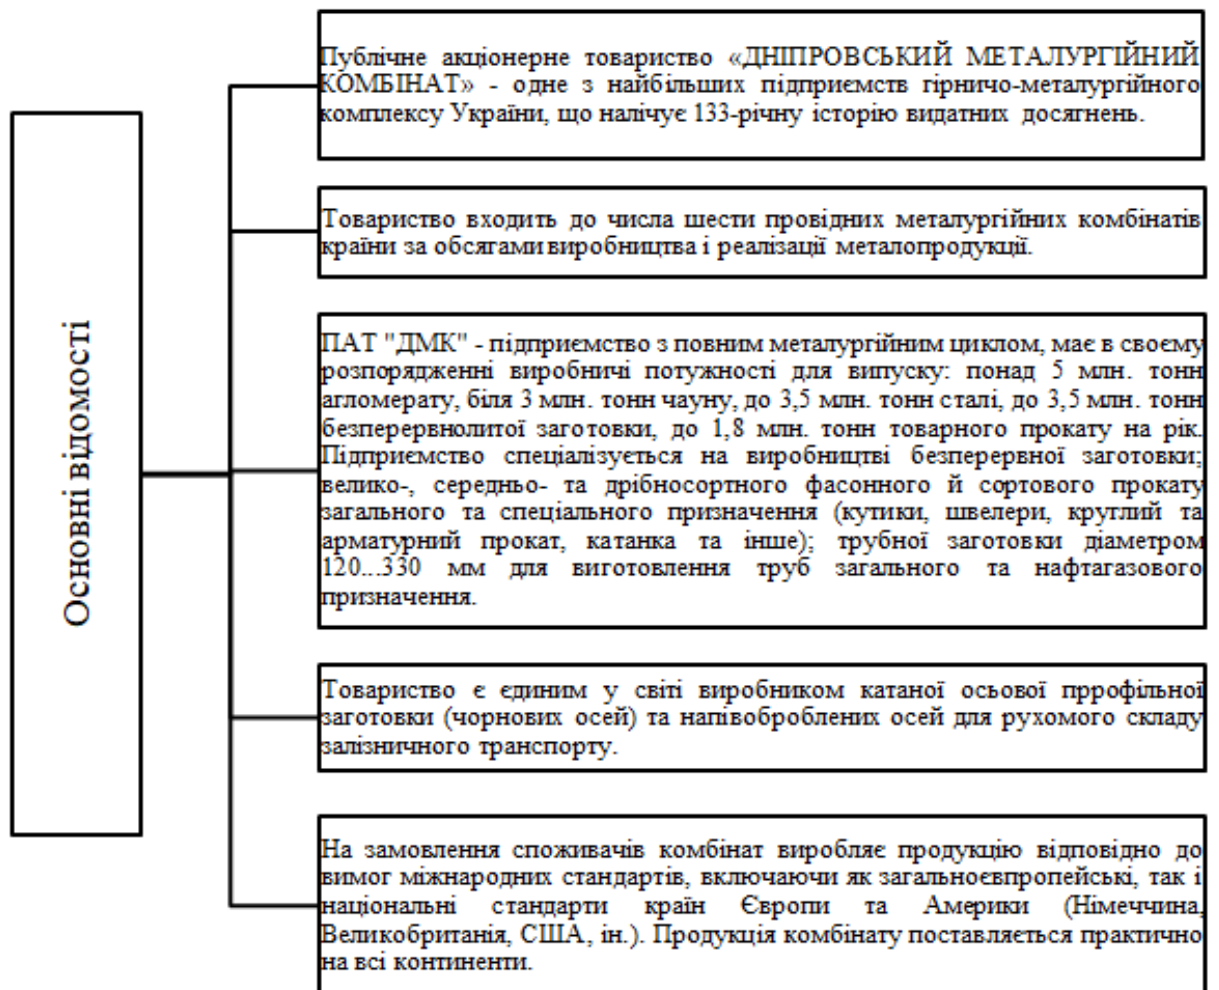 Основні відомості
Публічне акціонерне товариство «ДНІПРОВСЬКИЙ МЕТАЛУРГІЙНИЙ
КОМБІНАТ» - одне з найбільших підприємств гірничо-металургійного
комплексу України, що налічує 133-річну історію видатних досягнень.
Товариство входить до числа шести провідних металургійних комбінатів
країни за обсягами виробництва і реалізації металопродукції.
ПАТ "ДМК" - підприємство з повним металургійним циклом, має в своєму
розпорядженні виробничі потужності для випуску: понад 5 млн. тонн
агломерату, біля 3 млн. тонн чауну, до 3,5 млн. тонн сталі, до 3,5 млн. тонн
безперервнолитої заготовки, до 1,8 млн. тонн товарного прокату на рік.
Підприємство спеціалізується на виробництві безперервної заготовки;
велико-, середньо- та дрібносортного фасонного й сортового прокату
загального та спеціального призначення (кутики, швелери, круглий та
арматурний прокат, катанка та інше); трубної заготовки діаметром
120...330 мм для виготовлення труб загального та нафтагазового
призначення.
Товариство є єдиним у світі виробником катаної осьової пррофільної
заготовки (чорнових осей) та напівоброблених осей для рухомого складу
залізничного транспорту.
На замовлення споживачів комбінат виробляє продукцію відповідно до
вимог міжнародних стандартів, включаючи як загальноєвпропейські, так і
національні стандарти країн Європи та Америки (Німеччина,
Великобританія, США, ін.). Продукція комбінату поставляється практично
на всі континенти.